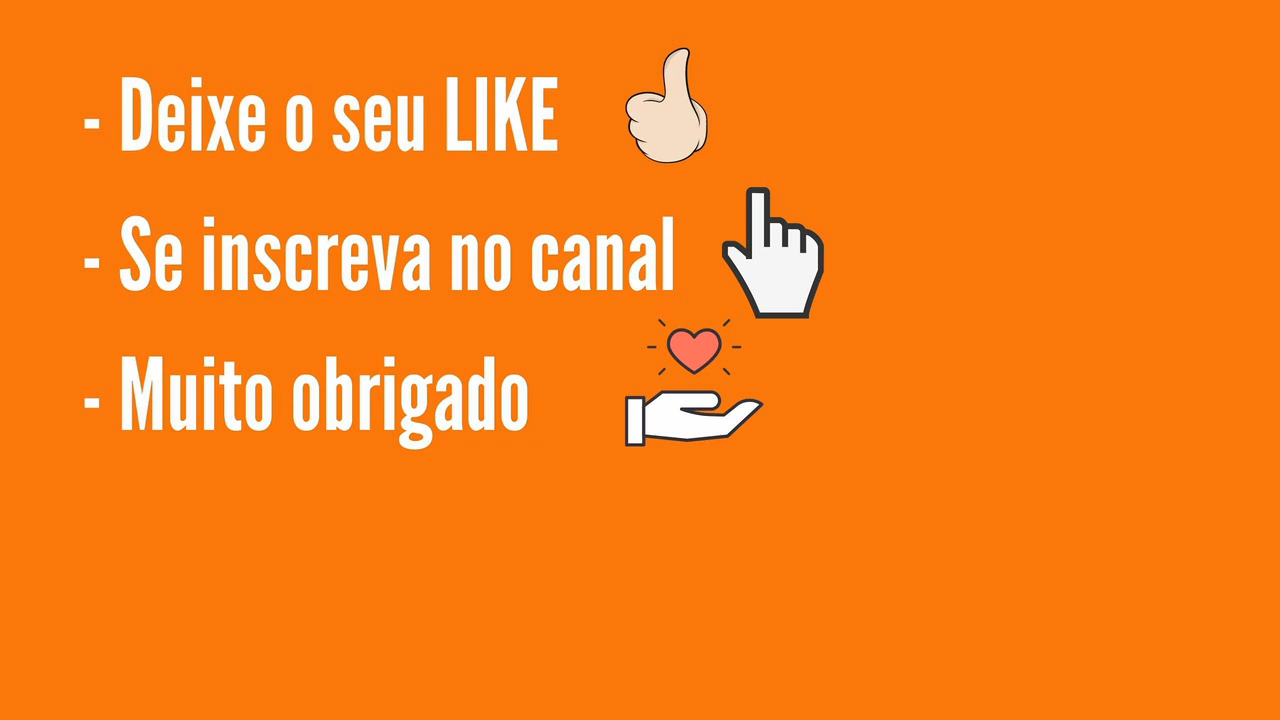 - Deixe o seu LIKE
- Se inscreva no canal
- Muito obrigado